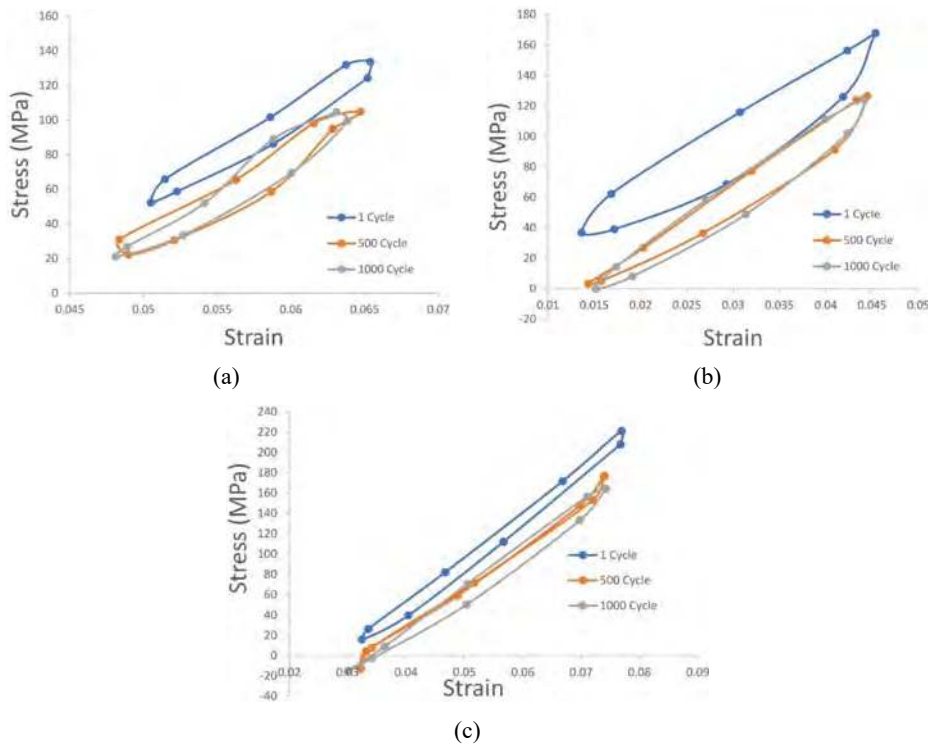 160
140
120
100
80
60
40
20
0
0.045 0.05 0.055 0.06 0.065 0.07
Stress (MPa)
Strain
1 Cycle
500 Cycle
1000 Cycle
(a)
180
160
140
120
100
80
60
40
20
0
-20
0.01 0.015 0.02 0.025 0.03 0.035 0.04 0.045 0.05
Stress (MPa)
Strain
1 Cycle
500 Cycle
1000 Cycle
(b)
240
220
200
180
160
140
120
100
80
60
40
20
0
-20
-40
0.02 0.03 0.04 0.05 0.06 0.07 0.08 0.09
Stress (MPa)
Strain
1 Cycle
500 Cycle
1000 Cycle
(c)